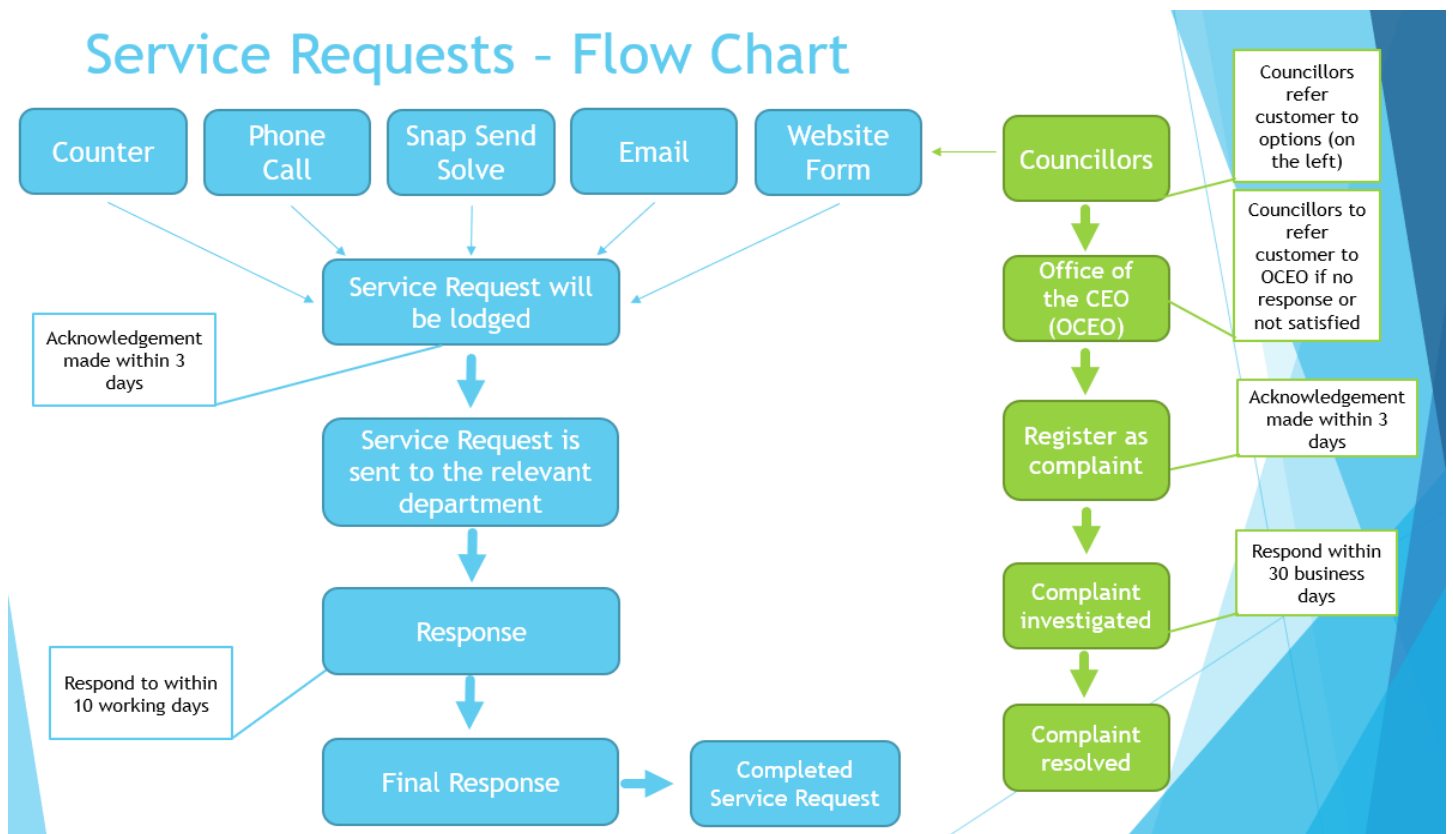 Service Requests – Flow Chart
Counter
Phone
Call
Snap Send
Solve
Email
Website
Form
Service Request will
be lodged
Acknowledgement
made within 3
days
Service Request is
sent to the relevant
department
Response
Respond to within
10 working days
Final Response
Completed
Service Request
Councillors
Councillors
refer
customer to
options (on
the left)
Office of
the CEO
(OCEO)
Councillors to
refer
customer to
OCEO if no
response or
not satisfied
Register as
complaint
Acknowledgement
made within 3
days
Complaint
investigated
Respond within
30 business
days
Complaint
resolved